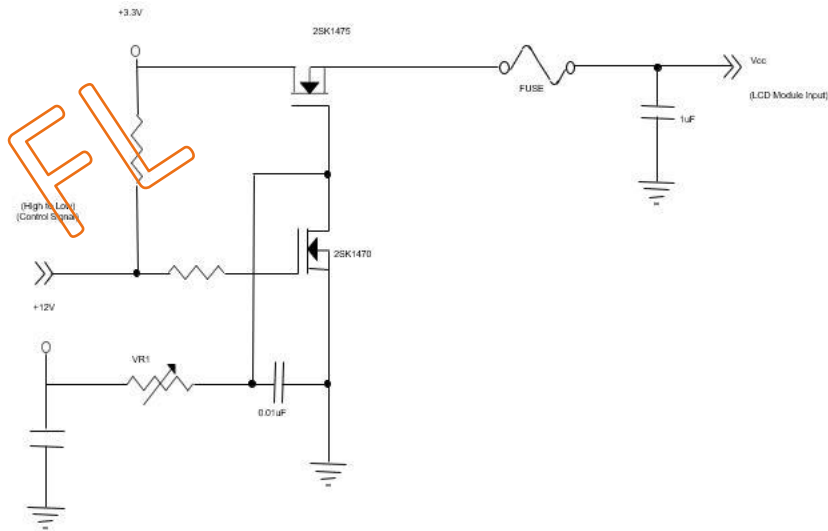 +3.3V
2SK1475
Vcc
FUSE
(LCD Module Input)
1uF
FL
(High to Low)
(Control Signal)
2SK1470
+12V
VR1
0.01uF